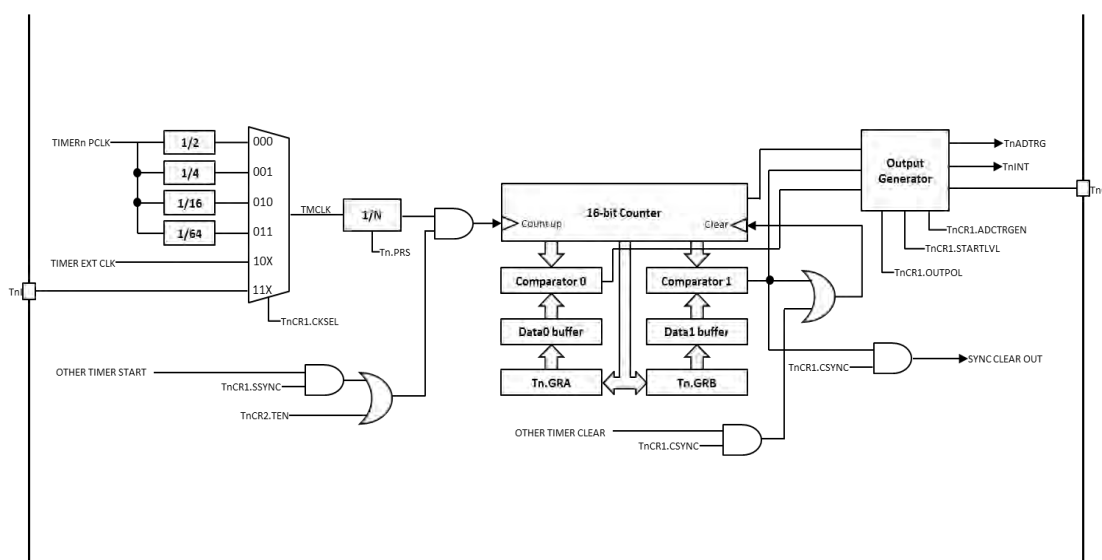 TIMERn PCLK
1/2
1/4
1/16
1/64
000
001
010
011
10X
11X
TIMER EXT CLK
TnCR1.CKSEL
TMCLK
1/N
Tn.PRS
OTHER TIMER START
TnCR1.SSYNC
TnCR2.TEN
16-bit Counter
Count up
Clear
Comparator 0
Comparator 1
Data0 buffer
Data1 buffer
Tn.GRA
Tn.GRB
OTHER TIMER CLEAR
TnCR1.CSYNC
Output
Generator
TnADTRG
TnINT
Tn
TnCR1.ADCTRGEN
TnCR1.STARTLVL
TnCR1.OUTPOL
SYNC CLEAR OUT
TnCR1.CSYNC